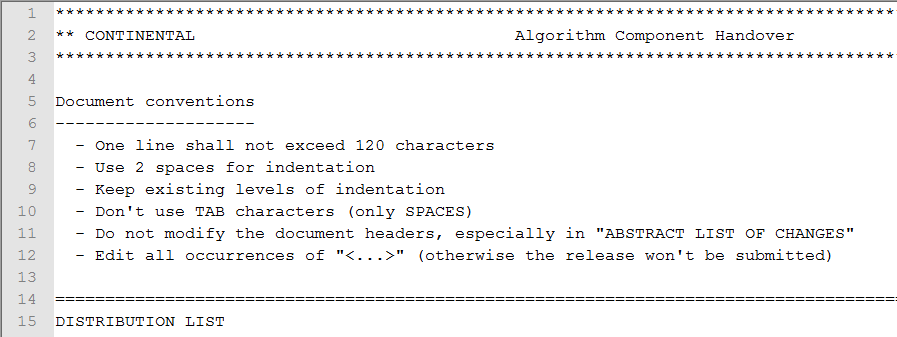 1 ************************************************************************************
2 ** CONTINENTAL                                Algorithm Component Handover
3 ************************************************************************************
4
5 Document conventions
6 --------------------
7   - One line shall not exceed 120 characters
8   - Use 2 spaces for indentation
9   - Keep existing levels of indentation
10   - Don't use TAB characters (only SPACES)
11   - Do not modify the document headers, especially in "ABSTRACT LIST OF CHANGES"
12   - Edit all occurrences of "<...>" (otherwise the release won't be submitted)
13
14 ====================================================================================
15 DISTRIBUTION LIST